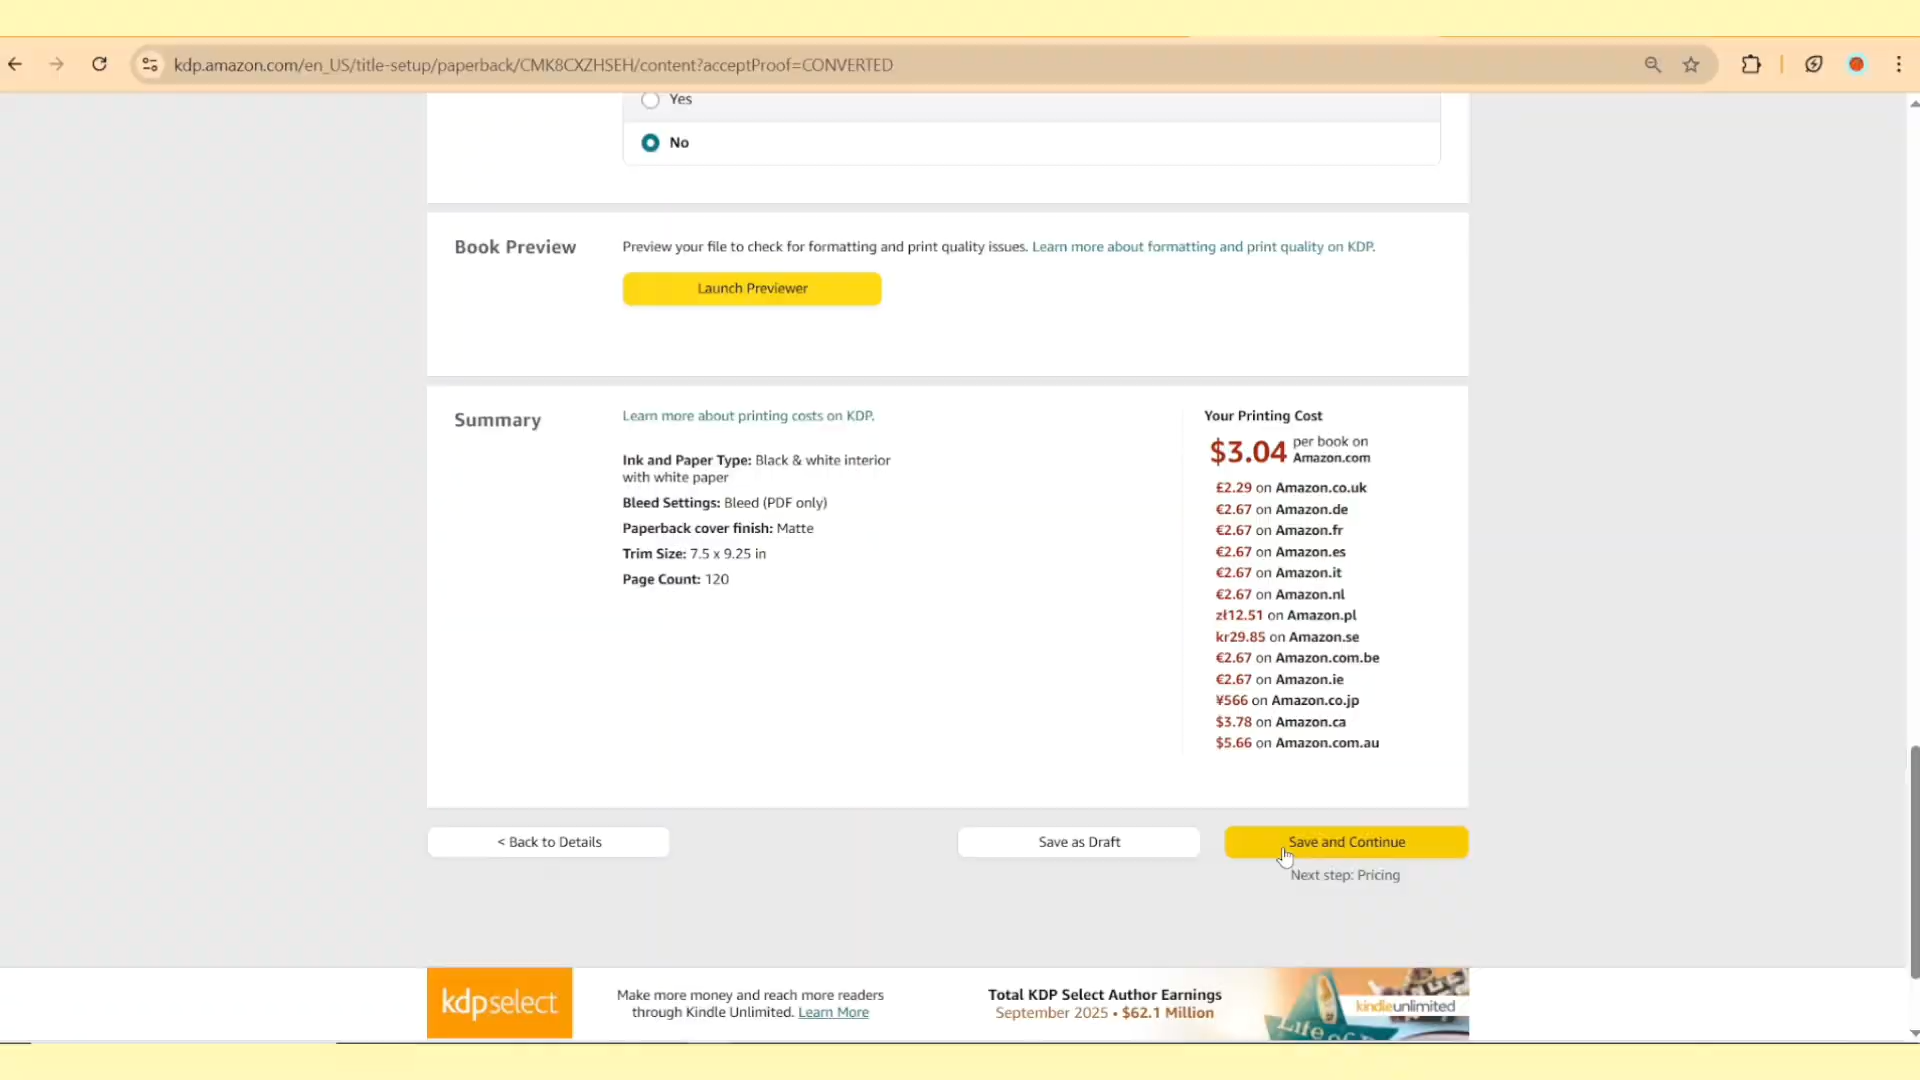 kdp.amazon.com/en_US/title-setup/paperback/CMK8CXZHSEH/content?acceptProof=CONVERTED
Yes
No
Book Preview
Preview your file to check for formatting and print quality issues. Learn more about formatting and print quality on KDP.
Launch Previewer
Summary
Learn more about printing costs on KDP.
Ink and Paper Type: Black & white interior
with white paper
Bleed Settings: Bleed (PDF only)
Paperback cover finish: Matte
Trim Size: 7.5 x 9.25 in
Page Count: 120
Your Printing Cost
$3.04 per book on
Amazon.com
£2.29 on Amazon.co.uk
€2.67 on Amazon.de
€2.67 on Amazon.fr
€2.67 on Amazon.es
€2.67 on Amazon.it
€2.67 on Amazon.nl
zł12.51 on Amazon.pl
kr29.85 on Amazon.se
€2.67 on Amazon.com.be
€2.67 on Amazon.ie
¥566 on Amazon.co.jp
$3.78 on Amazon.ca
$5.66 on Amazon.com.au
< Back to Details
Save as Draft
Save and Continue
Next step: Pricing
kdpselect
Make more money and reach more readers
through Kindle Unlimited. Learn More
Total KDP Select Author Earnings
September 2025 • $62.1 Million
kindleunlimited
Life of